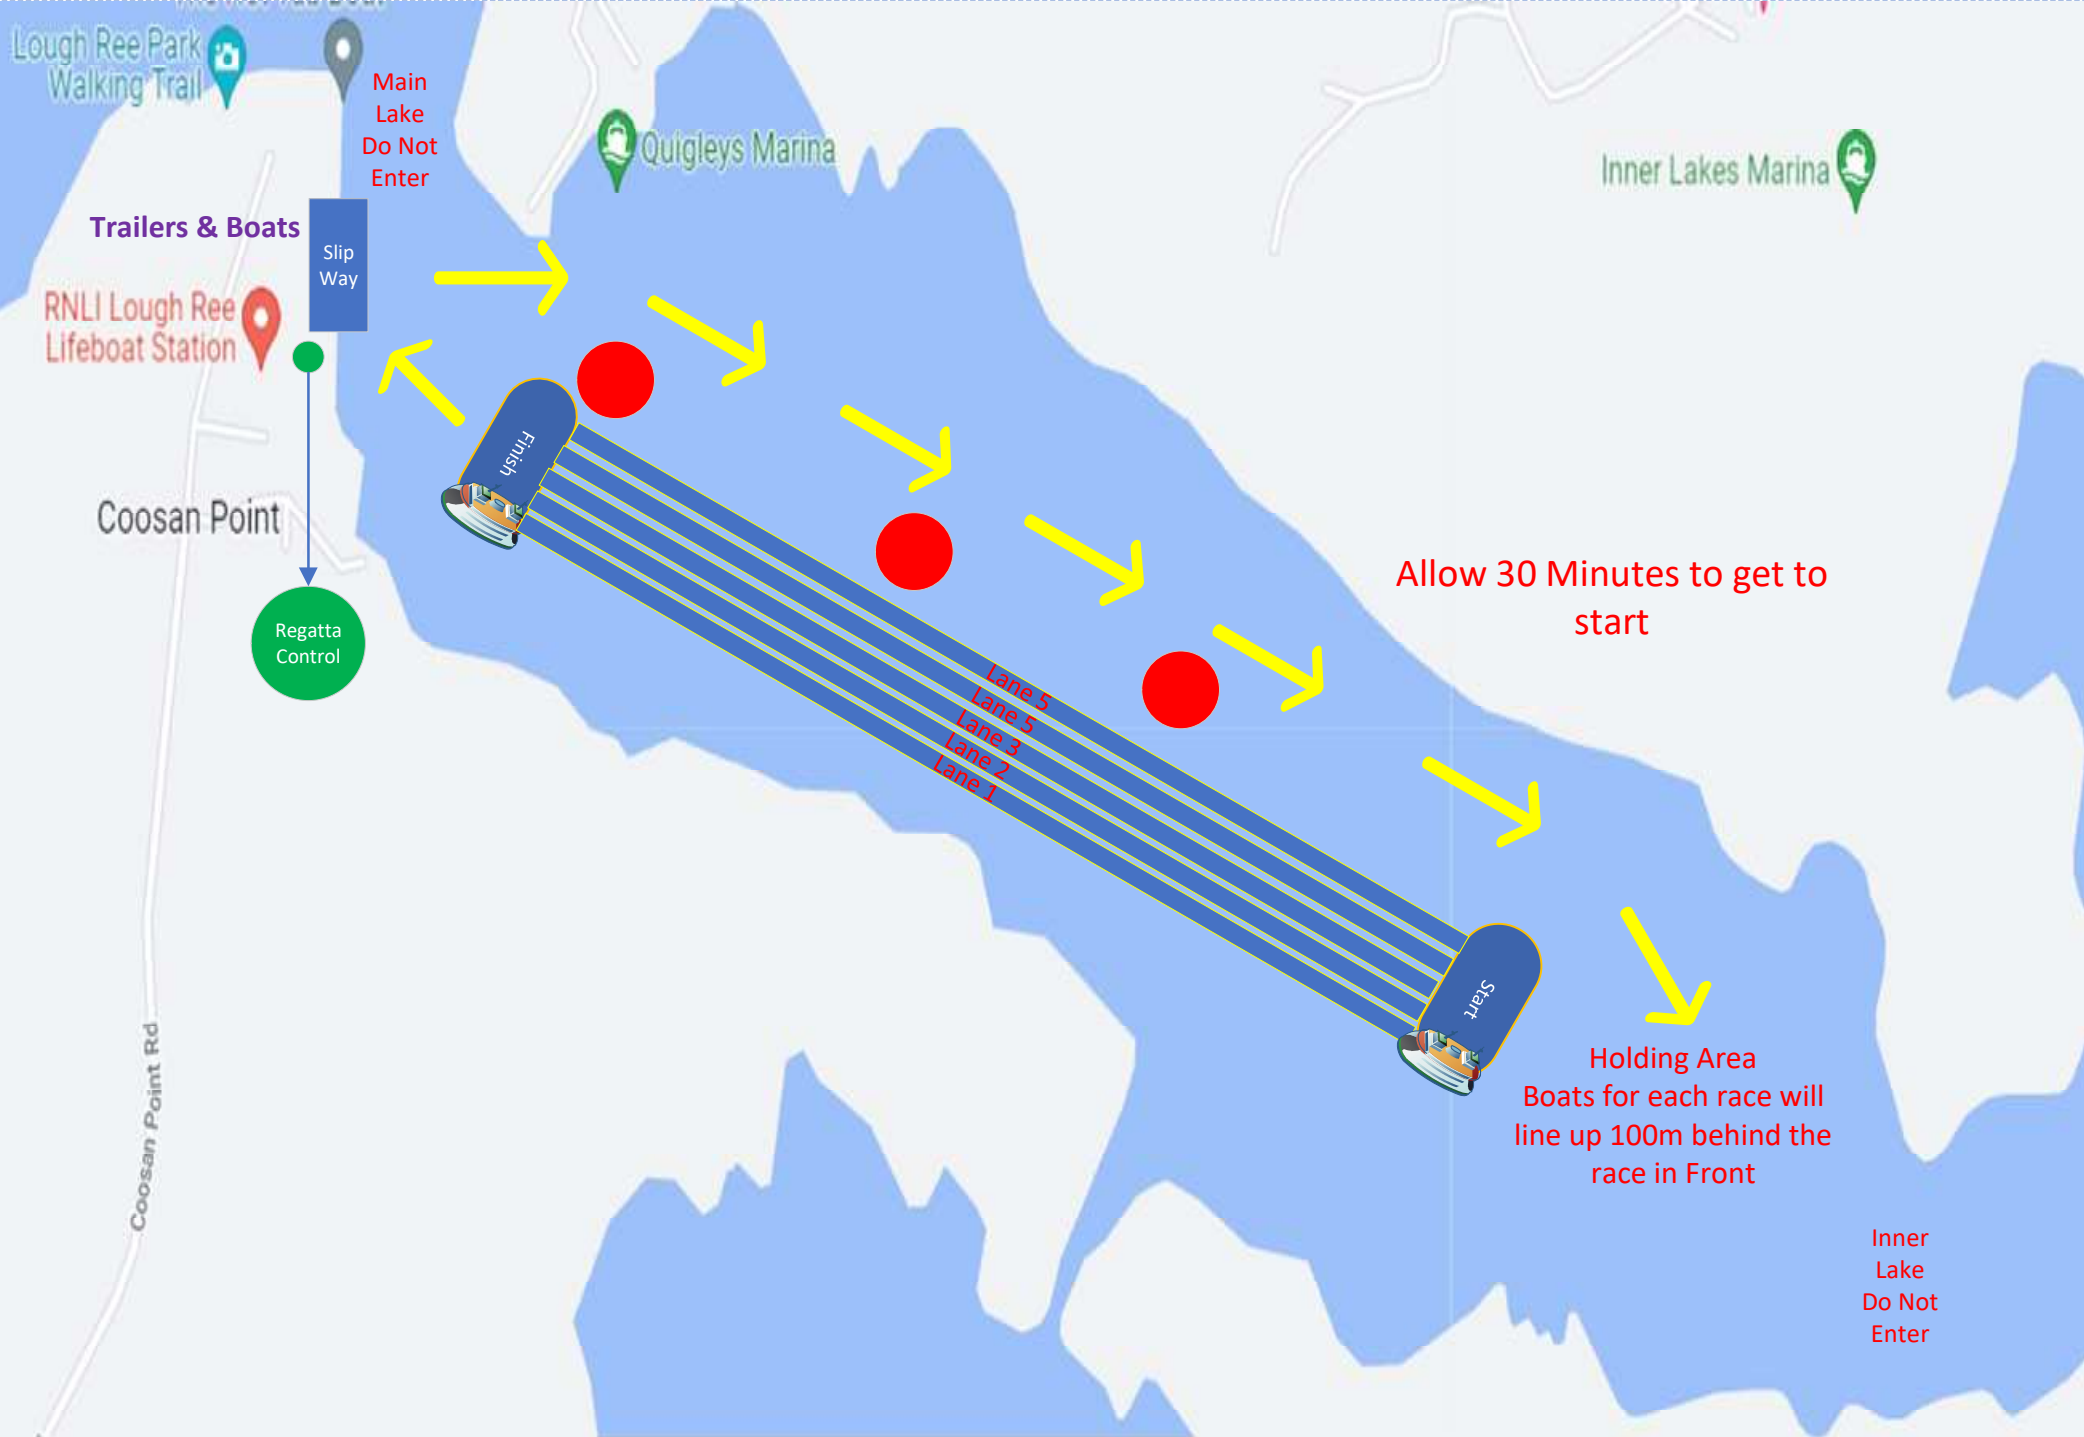 Lough Ree Park
Walking Trail
Main
Lake
Do Not
Enter
Quigleys Marina
Inner Lakes Marina
Trailers & Boats
Slip
Way
RNLI Lough Ree
Lifeboat Station
Finish
Coosan Point
Regatta
Control
Allow 30 Minutes to get to
start
Lane 5
Lane 5
Lane 3
Lane 2
Lane 1
Start
Holding Area
Boats for each race will
line up 100m behind the
race in Front
Coosan Point Rd
Inner
Lake
Do Not
Enter